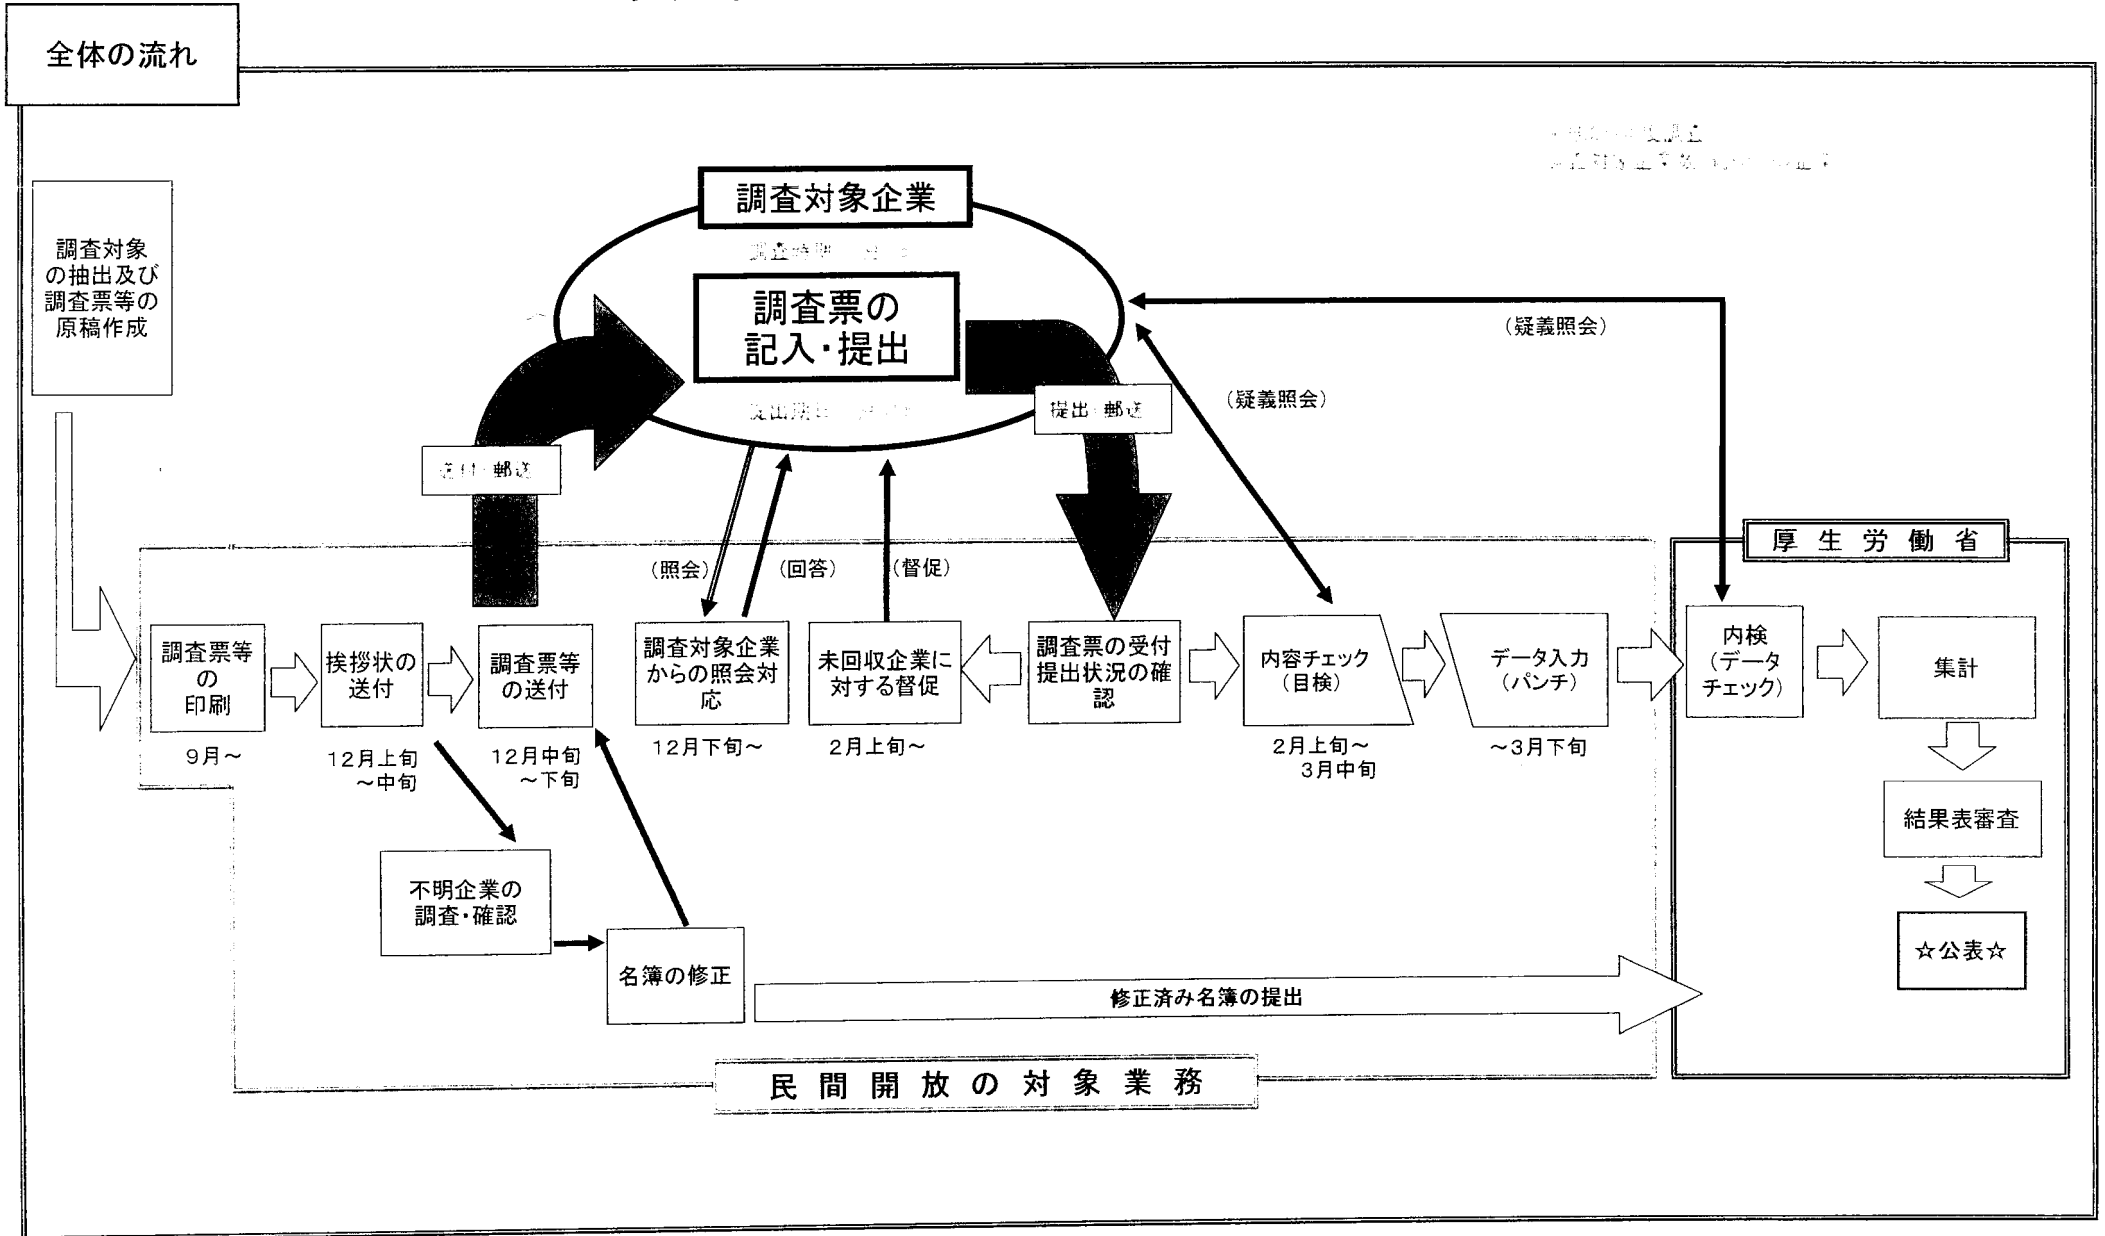 全体の流れ
調査対象
の抽出及び
調査票等の
原稿作成
調査対象企業
調査時期
調査票の
記入・提出
提出・郵送
送付・郵送
（疑義照会）
（疑義照会）
（照会）
（回答）
（督促）
厚生労働省
調査票等
の
印刷
9月～
挨拶状の
送付
12月上旬
～中旬
調査票等
の送付
12月中旬
～下旬
調査対象企業
からの照会対
応
12月下旬～
未回収企業に
対する督促
2月上旬～
調査票の受付
提出状況の確
認
内容チェック
（目検）
2月上旬～
3月中旬
データ入力
（パンチ）
～3月下旬
内検
（データ
チェック）
集計
結果表審査
☆公表☆
不明企業の
調査・確認
名簿の修正
修正済み名簿の提出
民間開放の対象業務